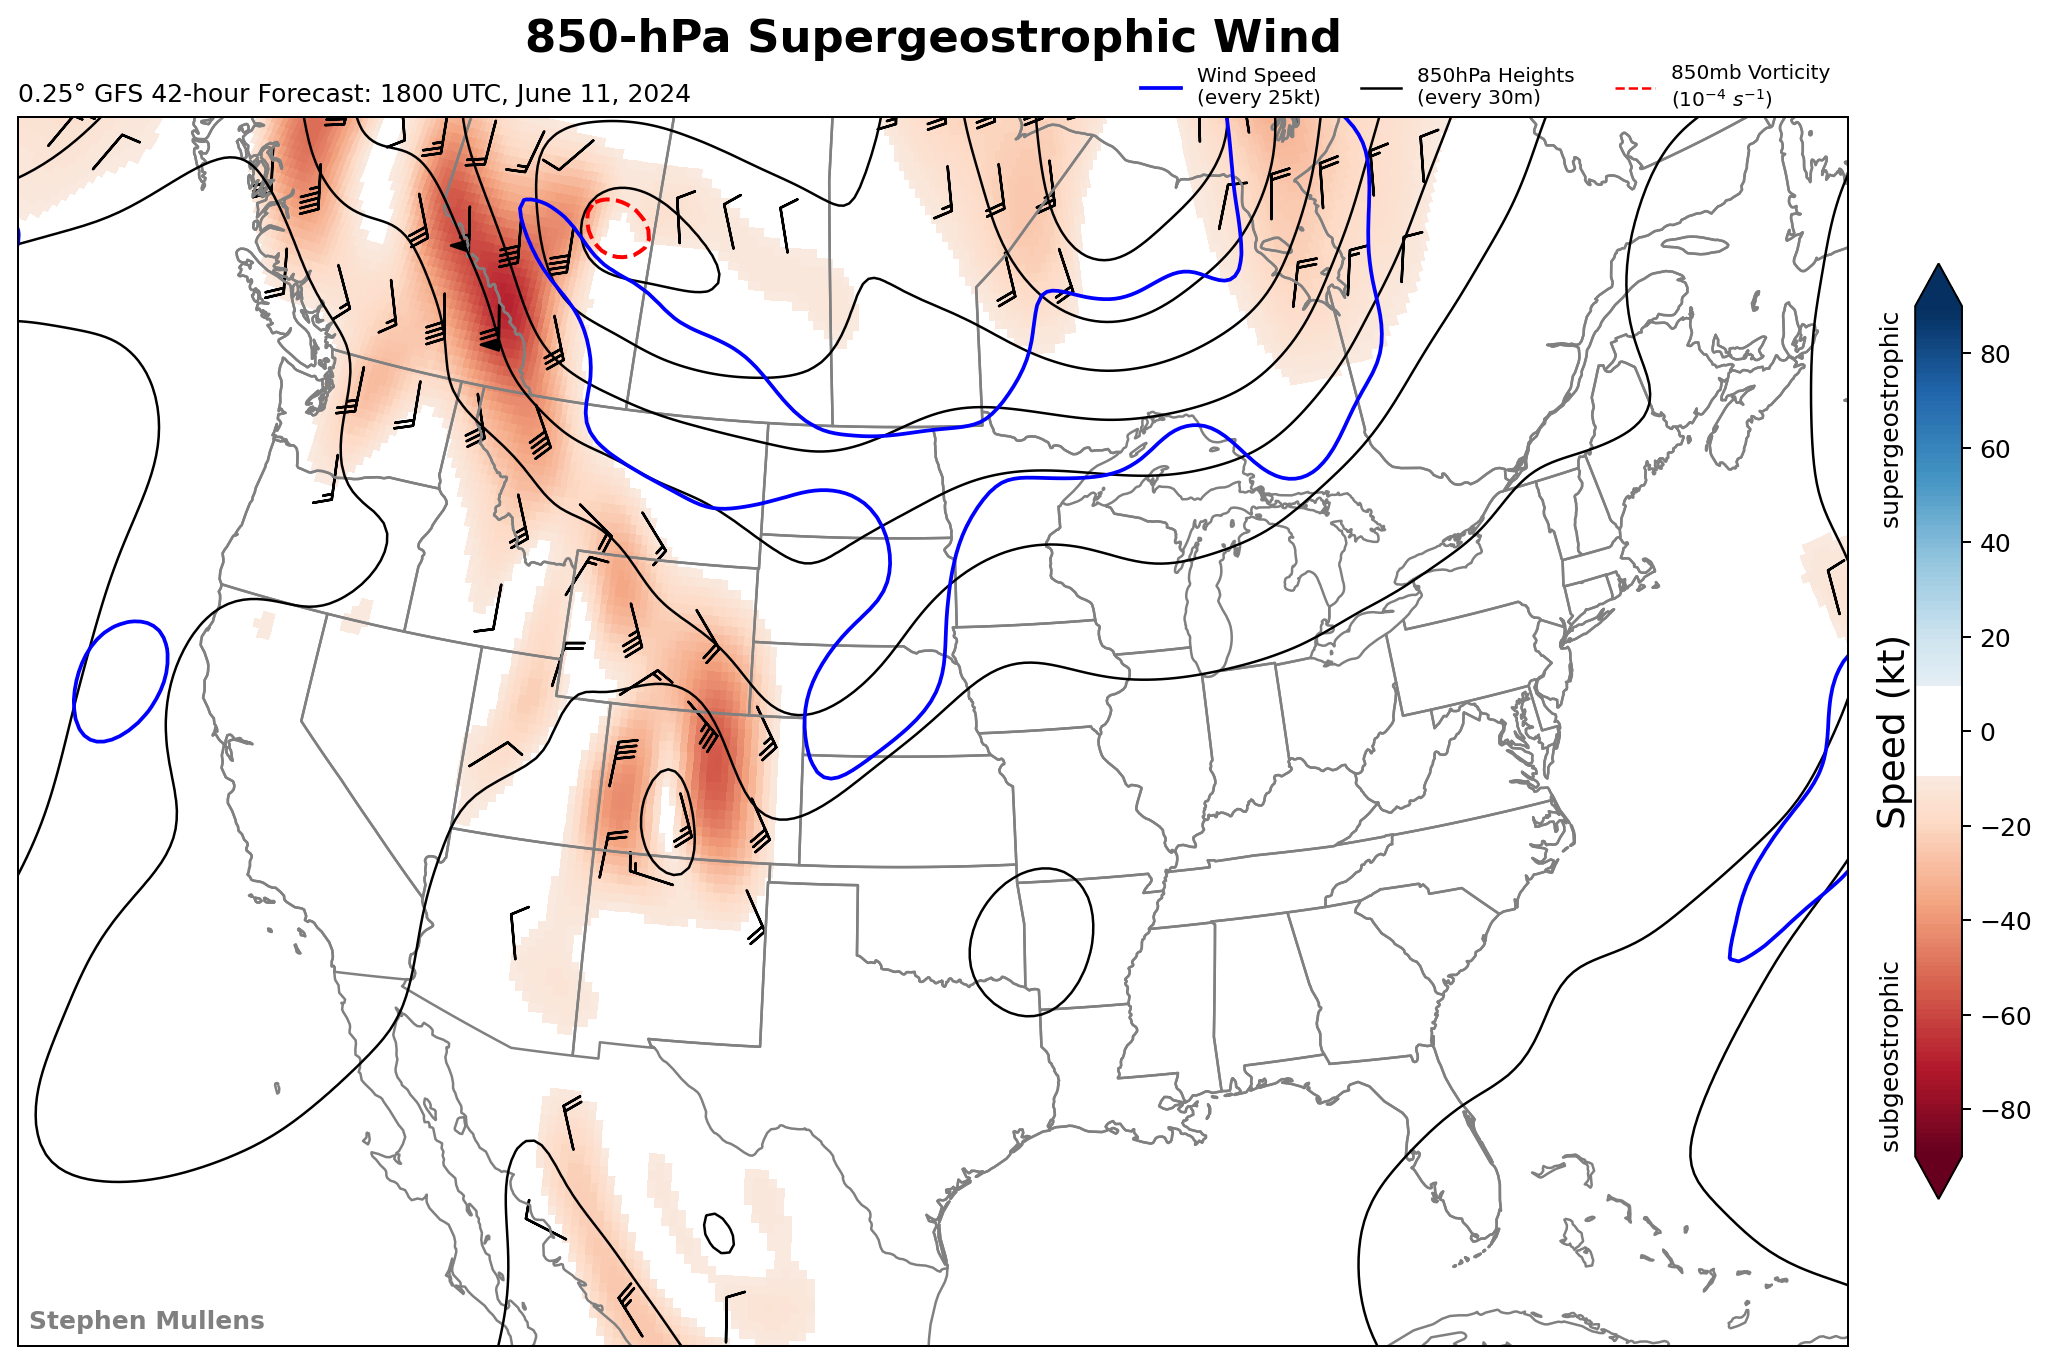 850-hPa Supergeostrophic Wind
0.25° GFS 42-hour Forecast: 1800 UTC, June 11, 2024
Wind Speed
(every 25kt)
850hPa Heights
(every 30m)
850mb Vorticity
(10⁻⁴ s⁻¹)
supergeostrophic
Speed (kt)
subgeostrophic
80
60
40
20
0
−20
−40
−60
−80
Stephen Mullens